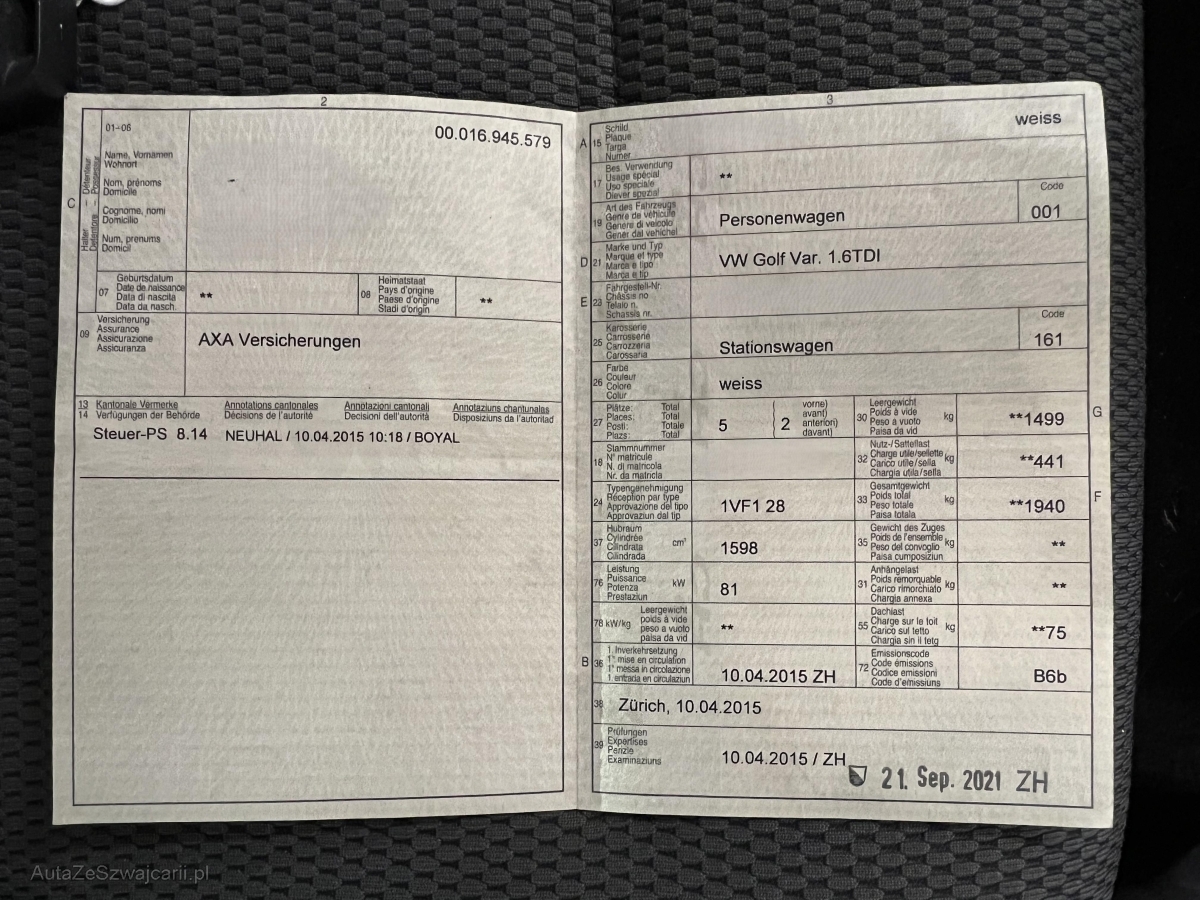 2
01-06
00.016.945.579
C
Halter - Détenteur
Detentore - Possessur
Name, Vornamen
Wohnort
Nom, prénoms
Domicile
Cognome, nomi
Domicilio
Num, prenums
Domicil
07
Geburtsdatum
Date de naissance
Data di nascita
Data da nasch.
**
08
Heimatstaat
Pays d'origine
Paese d'origine
Stadi d'origin
**
09
Versicherung
Assurance
Assicurazione
Assicuranza
AXA Versicherungen
13 Kantonale Vermerke Annotations cantonales Annotazioni cantonali Annotaziuns chantunalas
14 Verfügungen der Behörde Décisions de l'autorité Decisioni dell'autorità Disposiziuns da l'autoritad
Steuer-PS 8.14 NEUHAL / 10.04.2015 10:18 / BOYAL
3
A 15
Schild
Plaque
Targa
Numer
weiss
17
Bes. Verwendung
Usage spécial
Uso speciale
Diever spezial
**
19
Art des Fahrzeugs
Genre de véhicule
Genere di veicolo
Gener dal vehichel
Personenwagen
Code
001
D 21
Marke und Typ
Marque et type
Marca e tipo
Marca e tip
VW Golf Var. 1.6TDI
E 23
Fahrgestell-Nr.
Châssis no
Telaio n.
Schassis nr.
25
Karosserie
Carrosserie
Carrozzeria
Carossaria
Stationswagen
Code
161
26
Farbe
Couleur
Colore
Colur
weiss
27
Plätze: Total
Places: Total
Posti: Totale
Plazs: Total
5
2
vorne)
avant)
anteriori)
davant)
30
Leergewicht
Poids à vide
Peso a vuoto
Paisa da vid
kg
**1499
G
18
Stammnummer
N° matricule
N. di matricola
Nr. da matricla
32
Nutz-/Sattellast
Charge utile/sellette
Carico utile/sella
Chargia utila/sella
kg
**441
24
Typengenehmigung
Réception par type
Approvazione del tipo
Approvaziun dal tip
1VF1 28
33
Gesamtgewicht
Poids total
Peso totale
Paisa totala
kg
**1940
F
37
Hubraum
Cylindrée
Cilindrata
Cilindrada
cm³
1598
35
Gewicht des Zuges
Poids de l'ensemble
Peso del convoglio
Paisa cumposiziun
kg
**
76
Leistung
Puissance
Potenza
Prestaziun
kW
81
31
Anhängelast
Poids remorquable
Carico rimorchiato
Chargia annexa
kg
**
78 kW/kg
Leergewicht
poids à vide
peso a vuoto
paisa da vid
**
55
Dachlast
Charge sur le toit
Carico sul tetto
Chargia sin il tetg
kg
**75
B 36
1. Inverkehrsetzung
1° mise en circulation
1° messa in circolazione
1. entrada en circulaziun
10.04.2015 ZH
72
Emissionscode
Code émissions
Codice emissioni
Code d'emissiuns
B6b
38
Zürich, 10.04.2015
39
Prüfungen
Expertises
Perizie
Examinaziuns
10.04.2015 / ZH
21. Sep. 2021 ZH
AutaZeSzwajcarii.pl